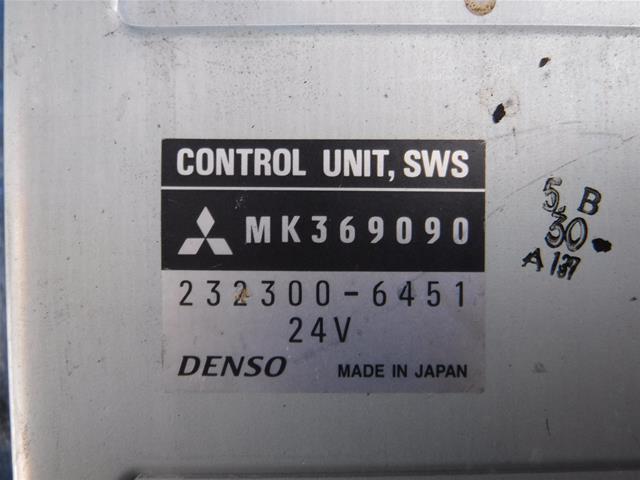 CONTROL UNIT, SWS
MK369090
232300-6451
24V
DENSO MADE IN JAPAN
5 B
30
A 137